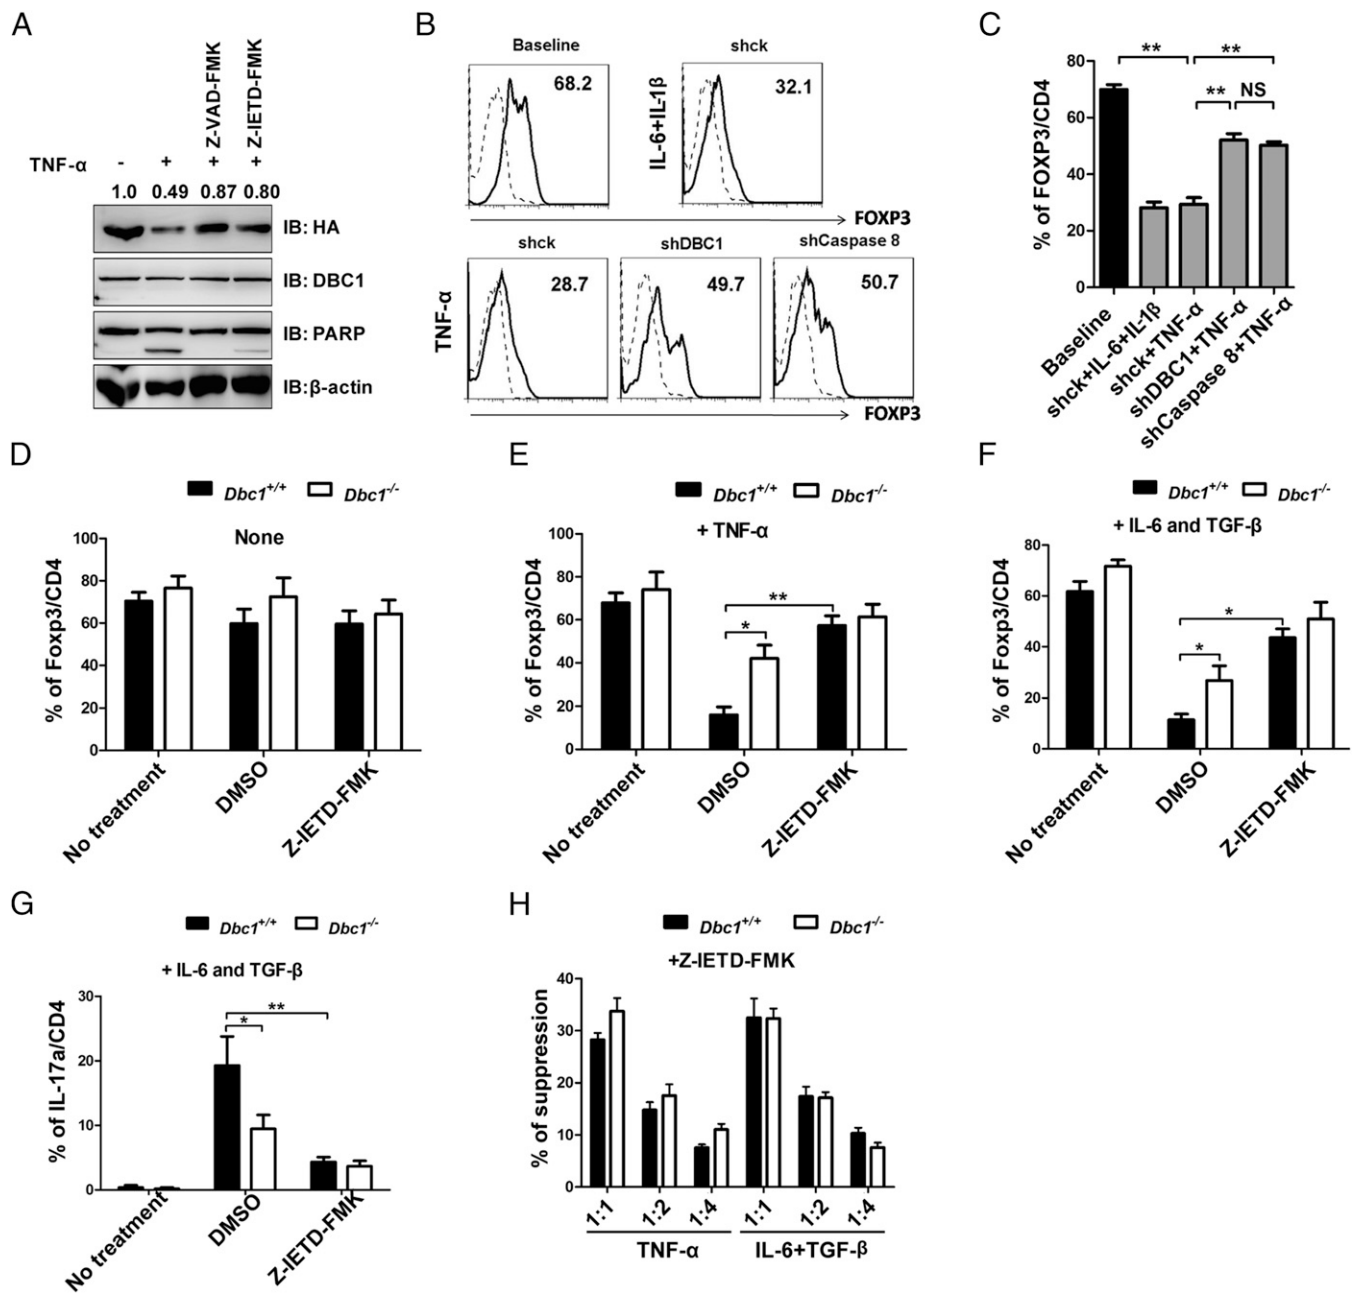 A
Z-VAD-FMK
Z-IETD-FMK
TNF-α - + + +
1.0 0.49 0.87 0.80
IB: HA
IB: DBC1
IB: PARP
IB:β-actin
B
Baseline
68.2
shck
32.1
IL-6+IL-1β
FOXP3
shck
28.7
shDBC1
49.7
shCaspase 8
50.7
TNF-α
FOXP3
C
% of FOXP3/CD4
80
60
40
20
0
** **
** NS
Baseline
shck+IL-6+IL-1β
shck+TNF-α
shDBC1+TNF-α
shCaspase 8+TNF-α
D
Dbc1+/+ Dbc1-/-
None
% of Foxp3/CD4
100
80
60
40
20
0
No treatment
DMSO
Z-IETD-FMK
E
Dbc1+/+ Dbc1-/-
+ TNF-α
% of Foxp3/CD4
100
80
60
40
20
0
**
*
No treatment
DMSO
Z-IETD-FMK
F
Dbc1+/+ Dbc1-/-
+ IL-6 and TGF-β
% of Foxp3/CD4
80
60
40
20
0
*
*
No treatment
DMSO
Z-IETD-FMK
G
Dbc1+/+ Dbc1-/-
+ IL-6 and TGF-β
% of IL-17a/CD4
30
20
10
0
**
*
No treatment
DMSO
Z-IETD-FMK
H
Dbc1+/+ Dbc1-/-
+Z-IETD-FMK
% of suppression
40
30
20
10
0
1:1 1:2 1:4 1:1 1:2 1:4
TNF-α IL-6+TGF-β